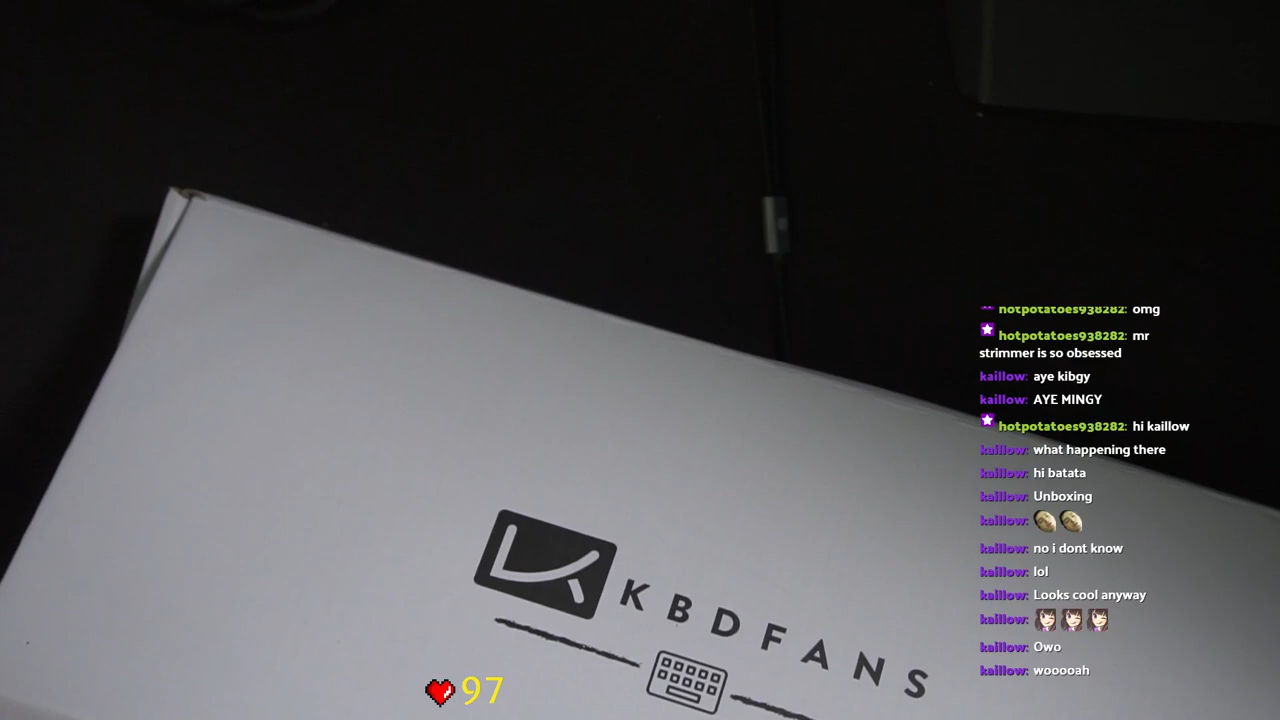 hotpotatoes938282: omg
hotpotatoes938282: mr
strimmer is so obsessed
kaillow: aye kibgy
kaillow: AYE MINGY
hotpotatoes938282: hi kaillow
kaillow: what happening there
kaillow: hi batata
kaillow: Unboxing
kaillow:
kaillow: no i dont know
kaillow: lol
kaillow: Looks cool anyway
kaillow:
kaillow: Owo
kaillow: wooooah
KBDFANS
97